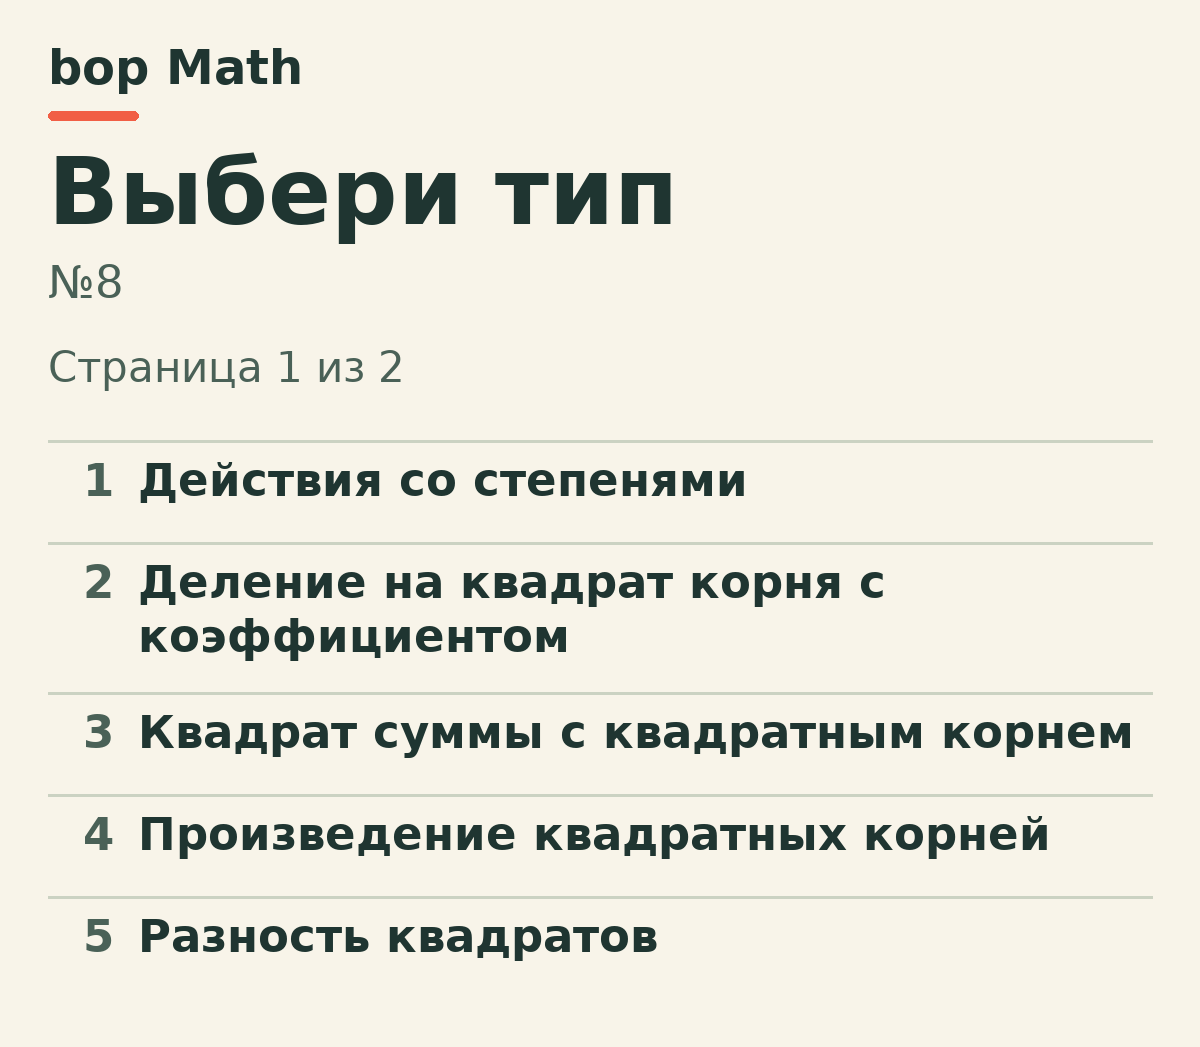 bop Math
Выбери тип
№8
Страница 1 из 2
1 Действия со степенями
2 Деление на квадрат корня с
коэффициентом
3 Квадрат суммы с квадратным корнем
4 Произведение квадратных корней
5 Разность квадратов